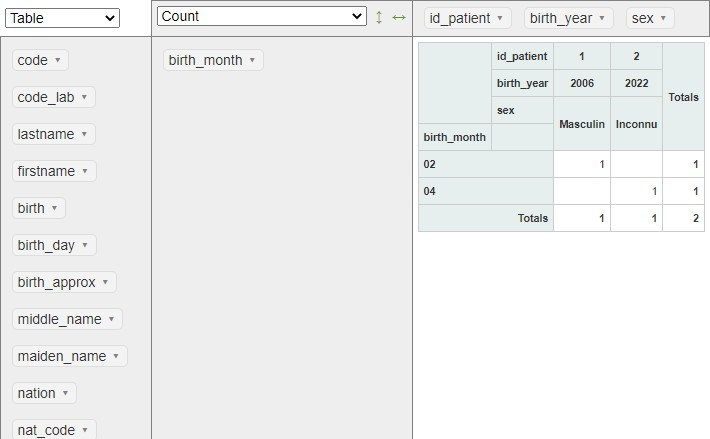 Table Count id_patient birth_year sex
code birth_month
code_lab
lastname
firstname
birth
birth_day
birth_approx
middle_name
maiden_name
nation
nat_code
id_patient 1 2 Totals
birth_year 2006 2022
sex Masculin Inconnu
birth_month
02 1 1
04 1 1
Totals 1 1 2